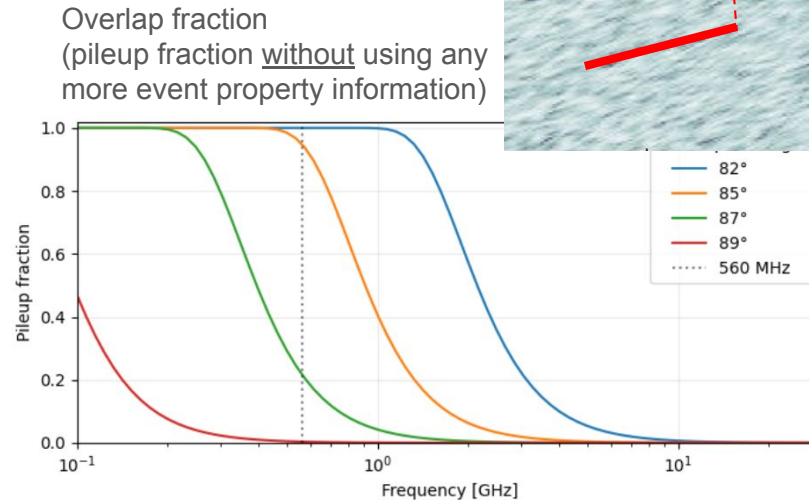 Overlap fraction
(pileup fraction without using any
more event property information)
82°
85°
87°
89°
560 MHz
Pileup fraction
1.0
0.8
0.6
0.4
0.2
0.0
10⁻¹
10⁰
10¹
Frequency [GHz]